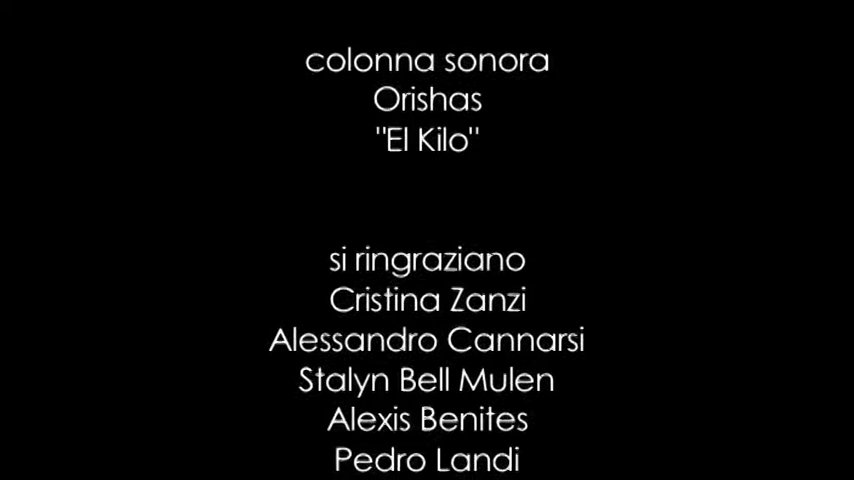 colonna sonora
Orishas
"El Kilo"
si ringraziano
Cristina Zanzi
Alessandro Cannarsi
Stalyn Bell Mulen
Alexis Benites
Pedro Landi